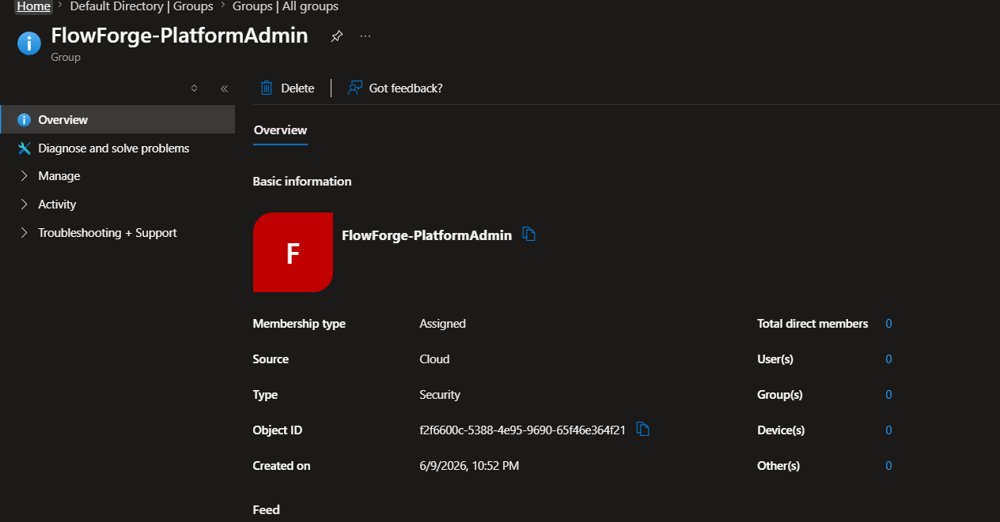 Home > Default Directory | Groups > Groups | All groups
FlowForge-PlatformAdmin
Group
Delete
Got feedback?
Overview
Diagnose and solve problems
Manage
Activity
Troubleshooting + Support
Overview
Basic information
F
FlowForge-PlatformAdmin
Membership type Assigned Total direct members 0
Source Cloud User(s) 0
Type Security Group(s) 0
Object ID f2f6600c-5388-4e95-9690-65f46e364f21 Device(s) 0
Created on 6/9/2026, 10:52 PM Other(s) 0
Feed